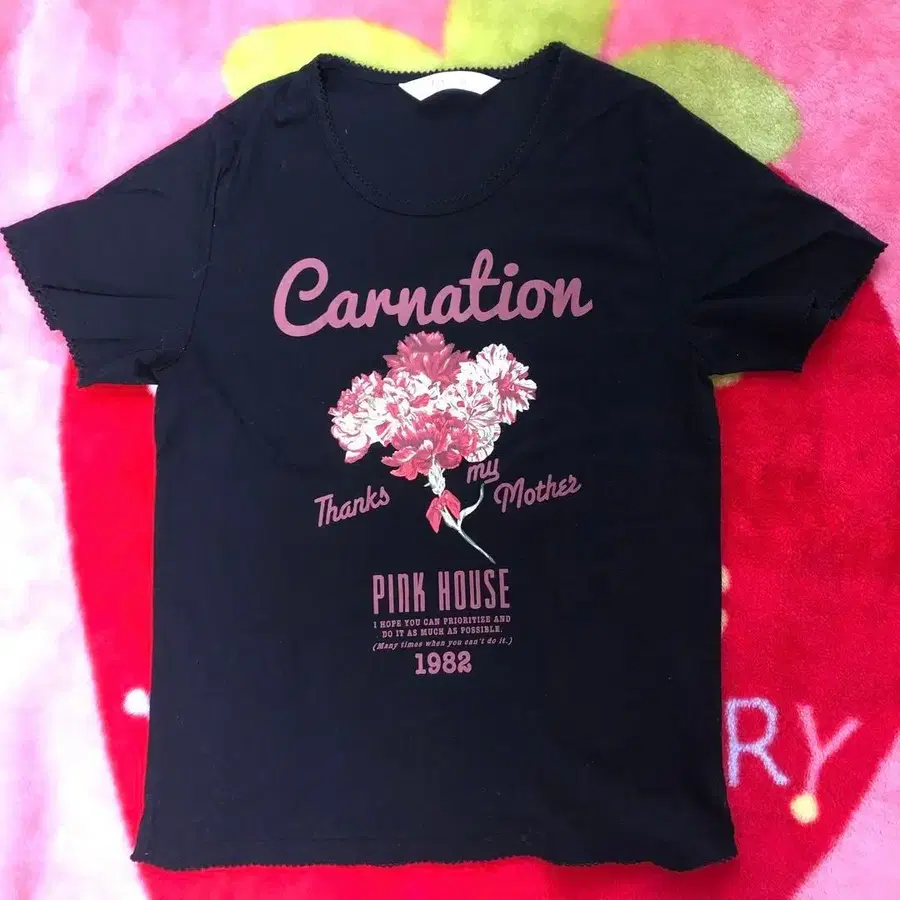 Carnation
Thanks my Mother
PINK HOUSE
I HOPE YOU CAN PRIORITIZE AND
DO IT AS MUCH AS POSSIBLE.
(Many times when you can't do it.)
1982
RY